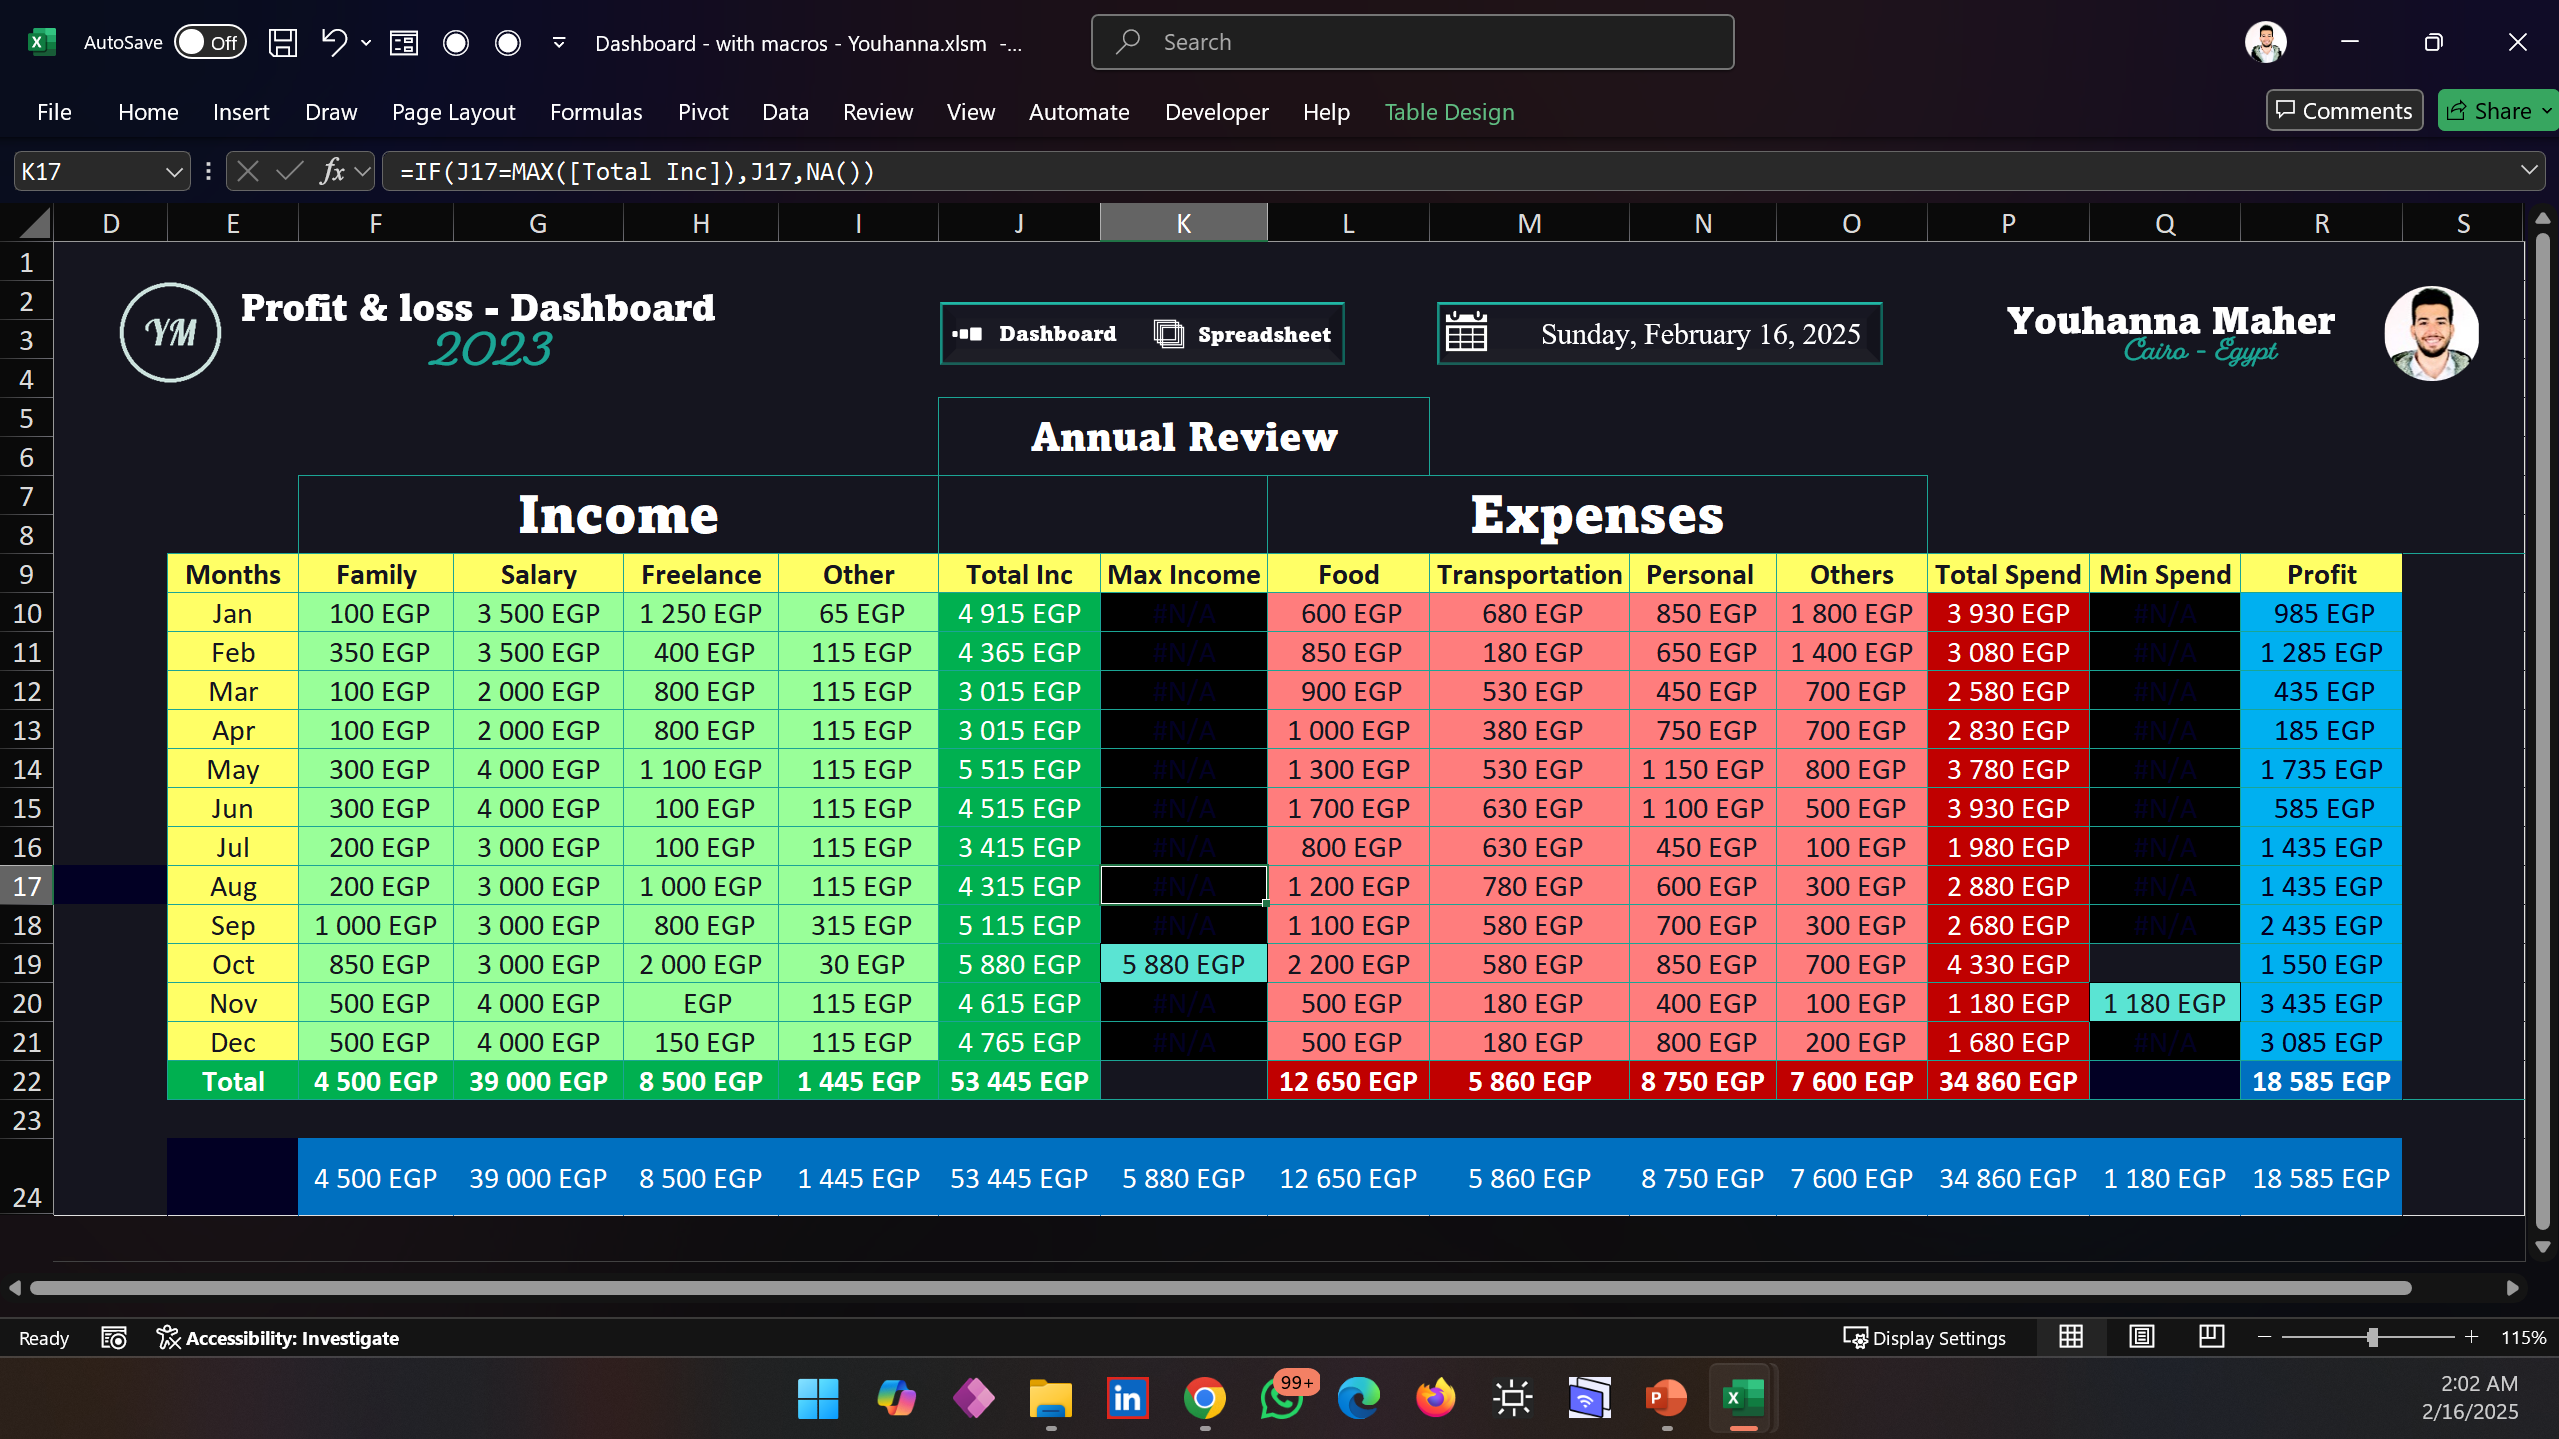 AutoSave Off Dashboard - with macros - Youhanna.xlsm -... Search
File Home Insert Draw Page Layout Formulas Pivot Data Review View Automate Developer Help Table Design Comments Share
K17 fx =IF(J17=MAX([Total Inc]),J17,NA())
D E F G H I J K L M N O P Q R S
1
2
3
4
5
6
7
8
YM Profit & loss - Dashboard
2023
Dashboard Spreadsheet
Sunday, February 16, 2025
Youhanna Maher
Cairo - Egypt
Annual Review
Income Expenses
9 Months Family Salary Freelance Other Total Inc Max Income Food Transportation Personal Others Total Spend Min Spend Profit
10 Jan 100 EGP 3 500 EGP 1 250 EGP 65 EGP 4 915 EGP #N/A 600 EGP 680 EGP 850 EGP 1 800 EGP 3 930 EGP #N/A 985 EGP
11 Feb 350 EGP 3 500 EGP 400 EGP 115 EGP 4 365 EGP #N/A 850 EGP 180 EGP 650 EGP 1 400 EGP 3 080 EGP #N/A 1 285 EGP
12 Mar 100 EGP 2 000 EGP 800 EGP 115 EGP 3 015 EGP #N/A 900 EGP 530 EGP 450 EGP 700 EGP 2 580 EGP #N/A 435 EGP
13 Apr 100 EGP 2 000 EGP 800 EGP 115 EGP 3 015 EGP #N/A 1 000 EGP 380 EGP 750 EGP 700 EGP 2 830 EGP #N/A 185 EGP
14 May 300 EGP 4 000 EGP 1 100 EGP 115 EGP 5 515 EGP #N/A 1 300 EGP 530 EGP 1 150 EGP 800 EGP 3 780 EGP #N/A 1 735 EGP
15 Jun 300 EGP 4 000 EGP 100 EGP 115 EGP 4 515 EGP #N/A 1 700 EGP 630 EGP 1 100 EGP 500 EGP 3 930 EGP #N/A 585 EGP
16 Jul 200 EGP 3 000 EGP 100 EGP 115 EGP 3 415 EGP #N/A 800 EGP 630 EGP 450 EGP 100 EGP 1 980 EGP #N/A 1 435 EGP
17 Aug 200 EGP 3 000 EGP 1 000 EGP 115 EGP 4 315 EGP #N/A 1 200 EGP 780 EGP 600 EGP 300 EGP 2 880 EGP #N/A 1 435 EGP
18 Sep 1 000 EGP 3 000 EGP 800 EGP 315 EGP 5 115 EGP #N/A 1 100 EGP 580 EGP 700 EGP 300 EGP 2 680 EGP #N/A 2 435 EGP
19 Oct 850 EGP 3 000 EGP 2 000 EGP 30 EGP 5 880 EGP 5 880 EGP 2 200 EGP 580 EGP 850 EGP 700 EGP 4 330 EGP 1 550 EGP
20 Nov 500 EGP 4 000 EGP EGP 115 EGP 4 615 EGP #N/A 500 EGP 180 EGP 400 EGP 100 EGP 1 180 EGP 1 180 EGP 3 435 EGP
21 Dec 500 EGP 4 000 EGP 150 EGP 115 EGP 4 765 EGP #N/A 500 EGP 180 EGP 800 EGP 200 EGP 1 680 EGP #N/A 3 085 EGP
22 Total 4 500 EGP 39 000 EGP 8 500 EGP 1 445 EGP 53 445 EGP 12 650 EGP 5 860 EGP 8 750 EGP 7 600 EGP 34 860 EGP 18 585 EGP
23
24 4 500 EGP 39 000 EGP 8 500 EGP 1 445 EGP 53 445 EGP 5 880 EGP 12 650 EGP 5 860 EGP 8 750 EGP 7 600 EGP 34 860 EGP 1 180 EGP 18 585 EGP
Ready Accessibility: Investigate Display Settings 115%
in 99+ P X
2:02 AM
2/16/2025